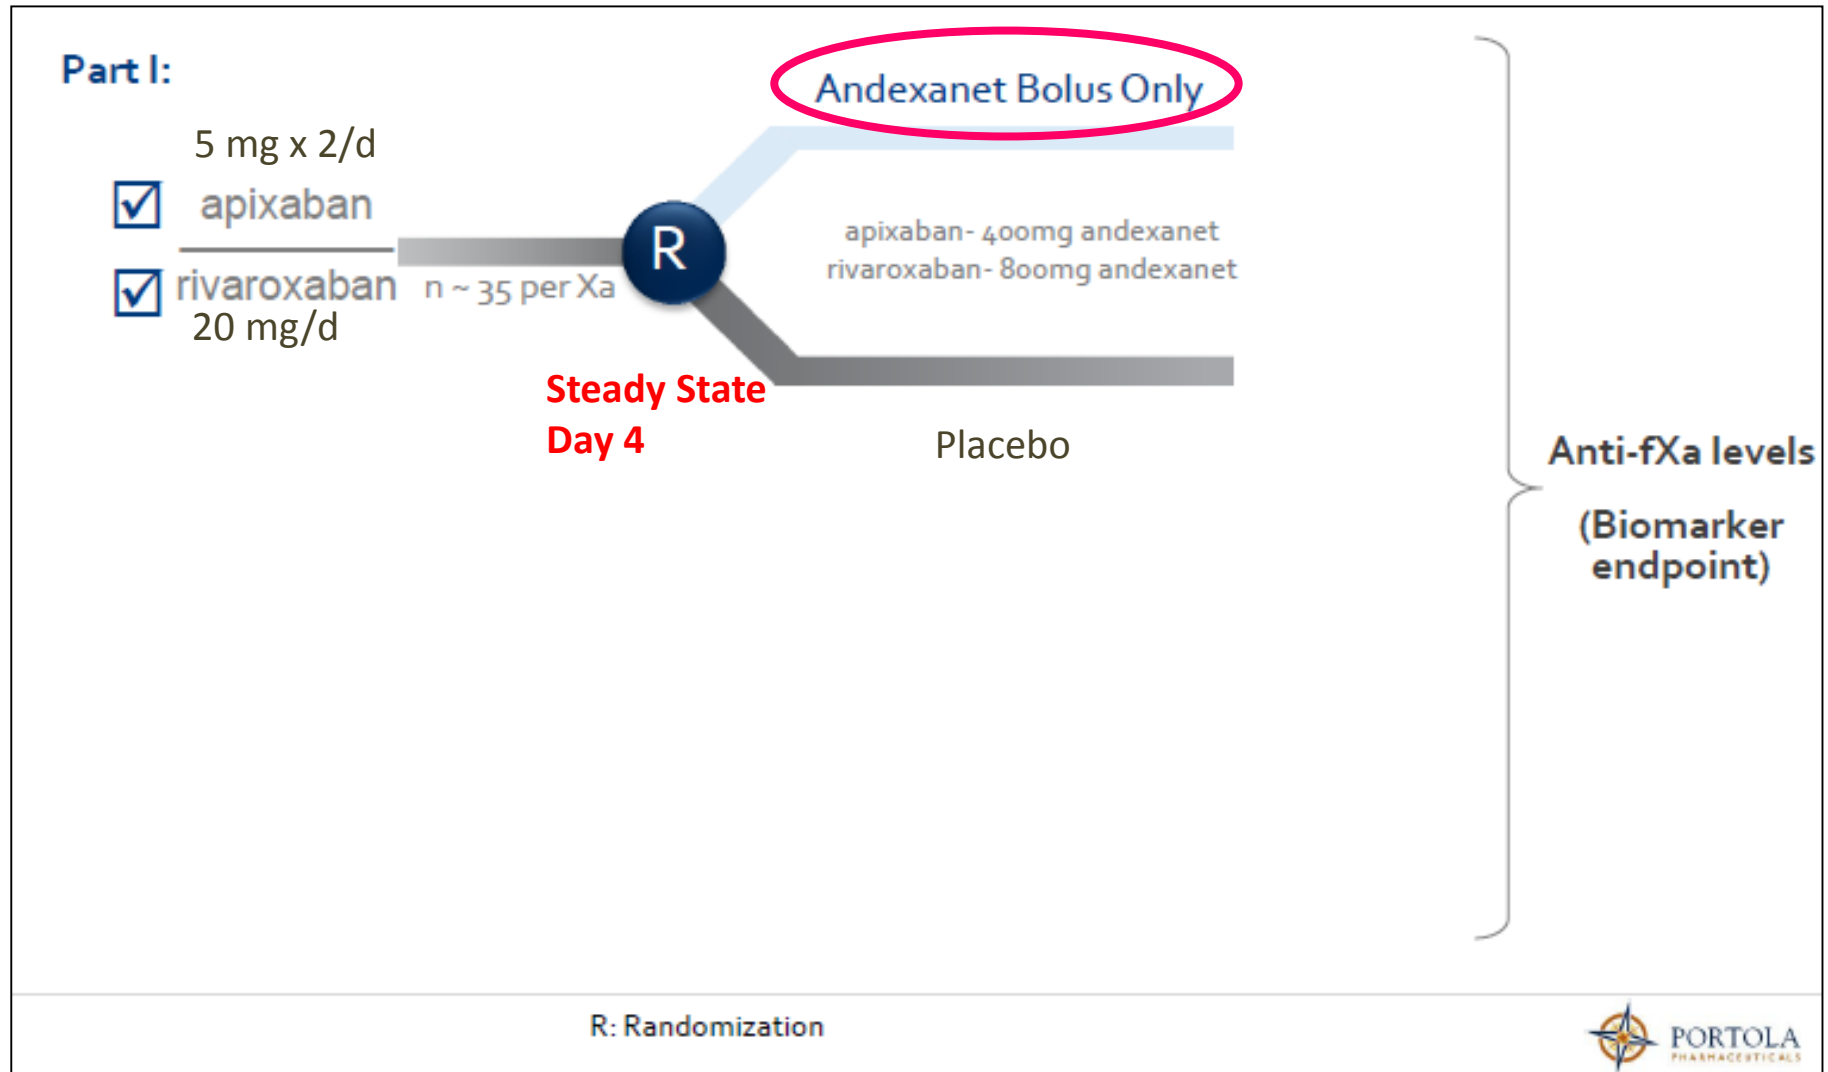 Part I:
Andexanet Bolus Only
5 mg x 2/d
apixaban
rivaroxaban
20 mg/d
n ~ 35 per Xa
R
apixaban- 400mg andexanet
rivaroxaban- 800mg andexanet
Steady State
Day 4
Placebo
Anti-fXa levels
(Biomarker
endpoint)
R: Randomization
PORTOLA
PHARMACEUTICALS